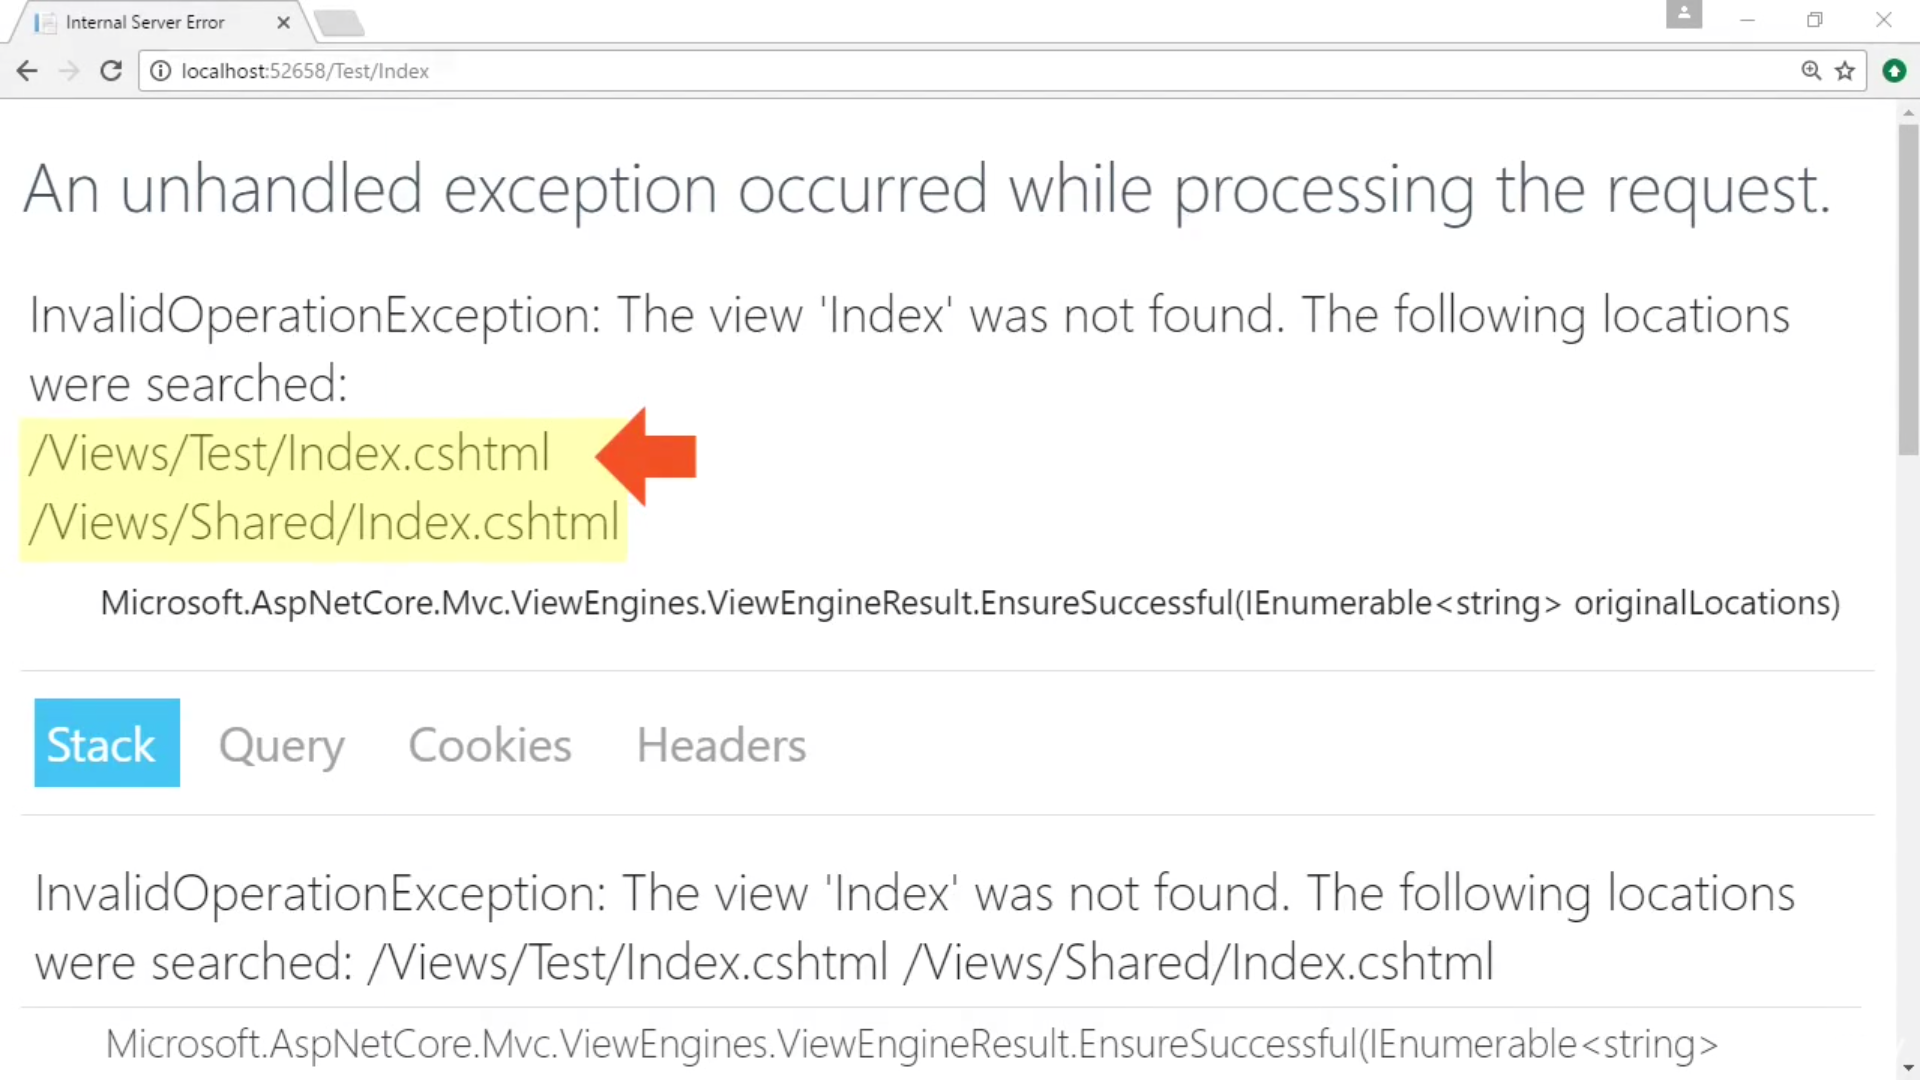 Internal Server Error
localhost:52658/Test/Index
An unhandled exception occurred while processing the request.
InvalidOperationException: The view 'Index' was not found. The following locations
were searched:
/Views/Test/Index.cshtml
/Views/Shared/Index.cshtml
Microsoft.AspNetCore.Mvc.ViewEngines.ViewEngineResult.EnsureSuccessful(IEnumerable<string> originalLocations)
Stack Query Cookies Headers
InvalidOperationException: The view 'Index' was not found. The following locations
were searched: /Views/Test/Index.cshtml /Views/Shared/Index.cshtml
Microsoft.AspNetCore.Mvc.ViewEngines.ViewEngineResult.EnsureSuccessful(IEnumerable<string>